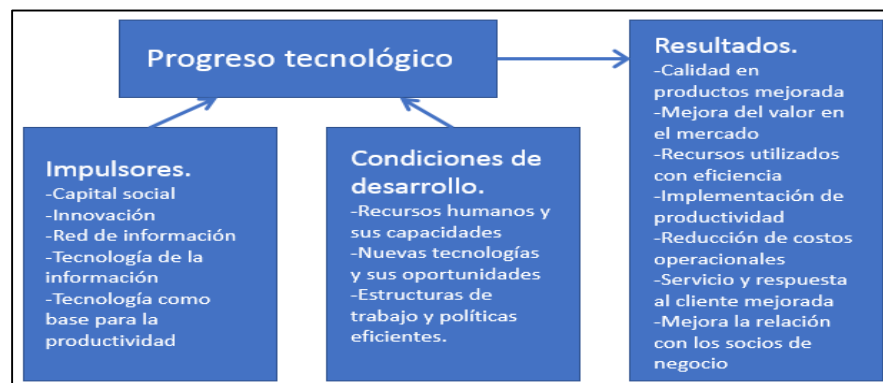 Progreso tecnológico
Impulsores.
-Capital social
-Innovación
-Red de información
-Tecnología de la
información
-Tecnología como
base para la
productividad
Condiciones de
desarrollo.
-Recursos humanos y
sus capacidades
-Nuevas tecnologías
y sus oportunidades
-Estructuras de
trabajo y políticas
eficientes.
Resultados.
-Calidad en
productos mejorada
-Mejora del valor en
el mercado
-Recursos utilizados
con eficiencia
-Implementación de
productividad
-Reducción de costos
operacionales
-Servicio y respuesta
al cliente mejorada
-Mejora la relación
con los socios de
negocio